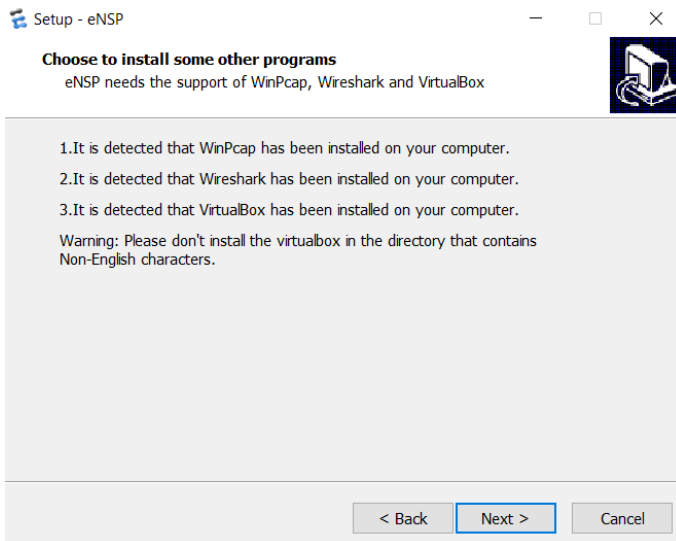 Setup - eNSP
Choose to install some other programs
eNSP needs the support of WinPcap, Wireshark and VirtualBox
1.It is detected that WinPcap has been installed on your computer.
2.It is detected that Wireshark has been installed on your computer.
3.It is detected that VirtualBox has been installed on your computer.
Warning: Please don't install the virtualbox in the directory that contains
Non-English characters.
< Back
Next >
Cancel